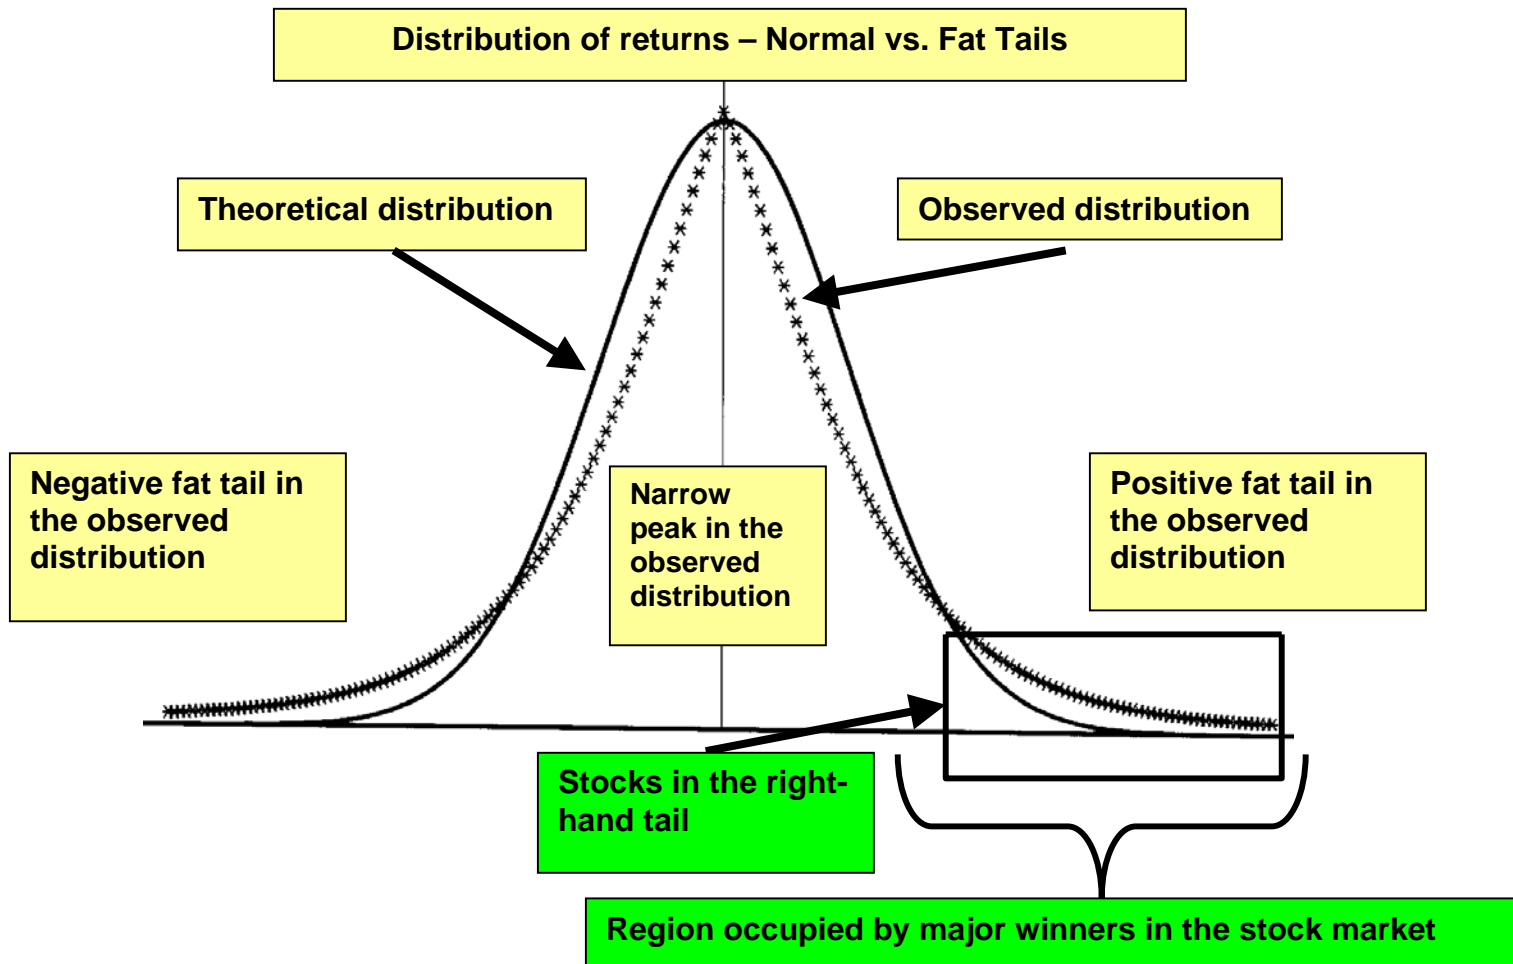 Distribution of returns – Normal vs. Fat Tails
Theoretical distribution
Observed distribution
Negative fat tail in
the observed
distribution
Narrow
peak in the
observed
distribution
Positive fat tail in
the observed
distribution
Stocks in the right-
hand tail
Region occupied by major winners in the stock market